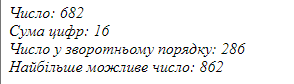 Число: 682
Сума цифр: 16
Число у зворотньому порядку: 286
Найбільше можливе число: 862